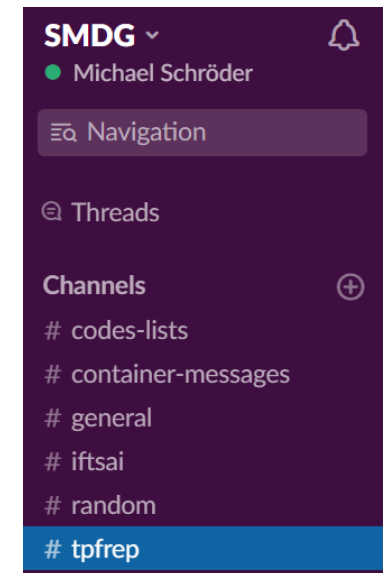 SMDG
Michael Schröder
Navigation
Threads
Channels
# codes-lists
# container-messages
# general
# iftsai
# random
# tpfrep